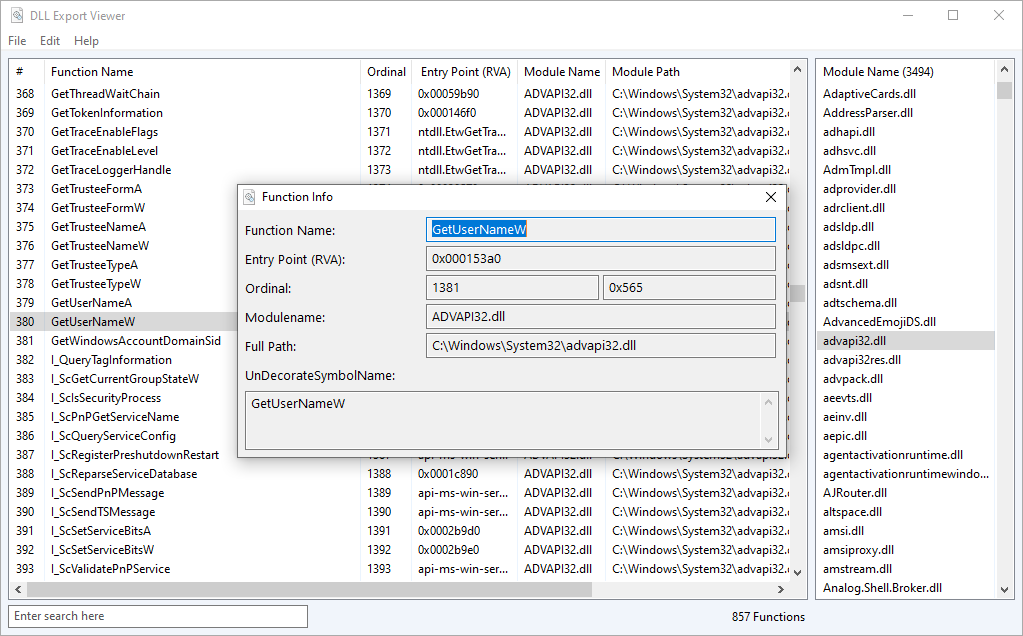 DLL Export Viewer
File Edit Help
# Function Name Ordinal Entry Point (RVA) Module Name Module Path
368 GetThreadWaitChain 1369 0x00059b90 ADVAPI32.dll C:\Windows\System32\advapi32.
369 GetTokenInformation 1370 0x000146f0 ADVAPI32.dll C:\Windows\System32\advapi32.
370 GetTraceEnableFlags 1371 ntdll.EtwGetTra... ADVAPI32.dll C:\Windows\System32\advapi32.
371 GetTraceEnableLevel 1372 ntdll.EtwGetTra... ADVAPI32.dll C:\Windows\System32\advapi32.
372 GetTraceLoggerHandle 1373 ntdll.EtwGetTra... ADVAPI32.dll C:\Windows\System32\advapi32.
373 GetTrusteeFormA
374 GetTrusteeFormW
375 GetTrusteeNameA
376 GetTrusteeNameW
377 GetTrusteeTypeA
378 GetTrusteeTypeW
379 GetUserNameA
380 GetUserNameW
381 GetWindowsAccountDomainSid
382 I_QueryTagInformation
383 I_ScGetCurrentGroupStateW
384 I_ScIsSecurityProcess
385 I_ScPnPGetServiceName
386 I_ScQueryServiceConfig
387 I_ScRegisterPreshutdownRestart
388 I_ScReparseServiceDatabase 1388 0x0001c890 ADVAPI32.dll C:\Windows\System32\advapi32.
389 I_ScSendPnPMessage 1389 api-ms-win-ser... ADVAPI32.dll C:\Windows\System32\advapi32.
390 I_ScSendTSMessage 1390 api-ms-win-ser... ADVAPI32.dll C:\Windows\System32\advapi32.
391 I_ScSetServiceBitsA 1391 0x0002b9d0 ADVAPI32.dll C:\Windows\System32\advapi32.
392 I_ScSetServiceBitsW 1392 0x0002b9e0 ADVAPI32.dll C:\Windows\System32\advapi32.
393 I_ScValidatePnPService 1393 api-ms-win-ser... ADVAPI32.dll C:\Windows\System32\advapi32.
Function Info
Function Name: GetUserNameW
Entry Point (RVA): 0x000153a0
Ordinal: 1381 0x565
Modulename: ADVAPI32.dll
Full Path: C:\Windows\System32\advapi32.dll
UnDecorateSymbolName:
GetUserNameW
Module Name (3494)
AdaptiveCards.dll
AddressParser.dll
adhapi.dll
adhsvc.dll
AdmTmpl.dll
adprovider.dll
adrclient.dll
adsldp.dll
adsldpc.dll
adsmsext.dll
adsnt.dll
adtschema.dll
AdvancedEmojiDS.dll
advapi32.dll
advapi32res.dll
advpack.dll
aeevts.dll
aeinv.dll
aepic.dll
agentactivationruntime.dll
agentactivationruntimewindo...
AJRouter.dll
altspace.dll
amsi.dll
amsiproxy.dll
amstream.dll
Analog.Shell.Broker.dll
Enter search here
857 Functions